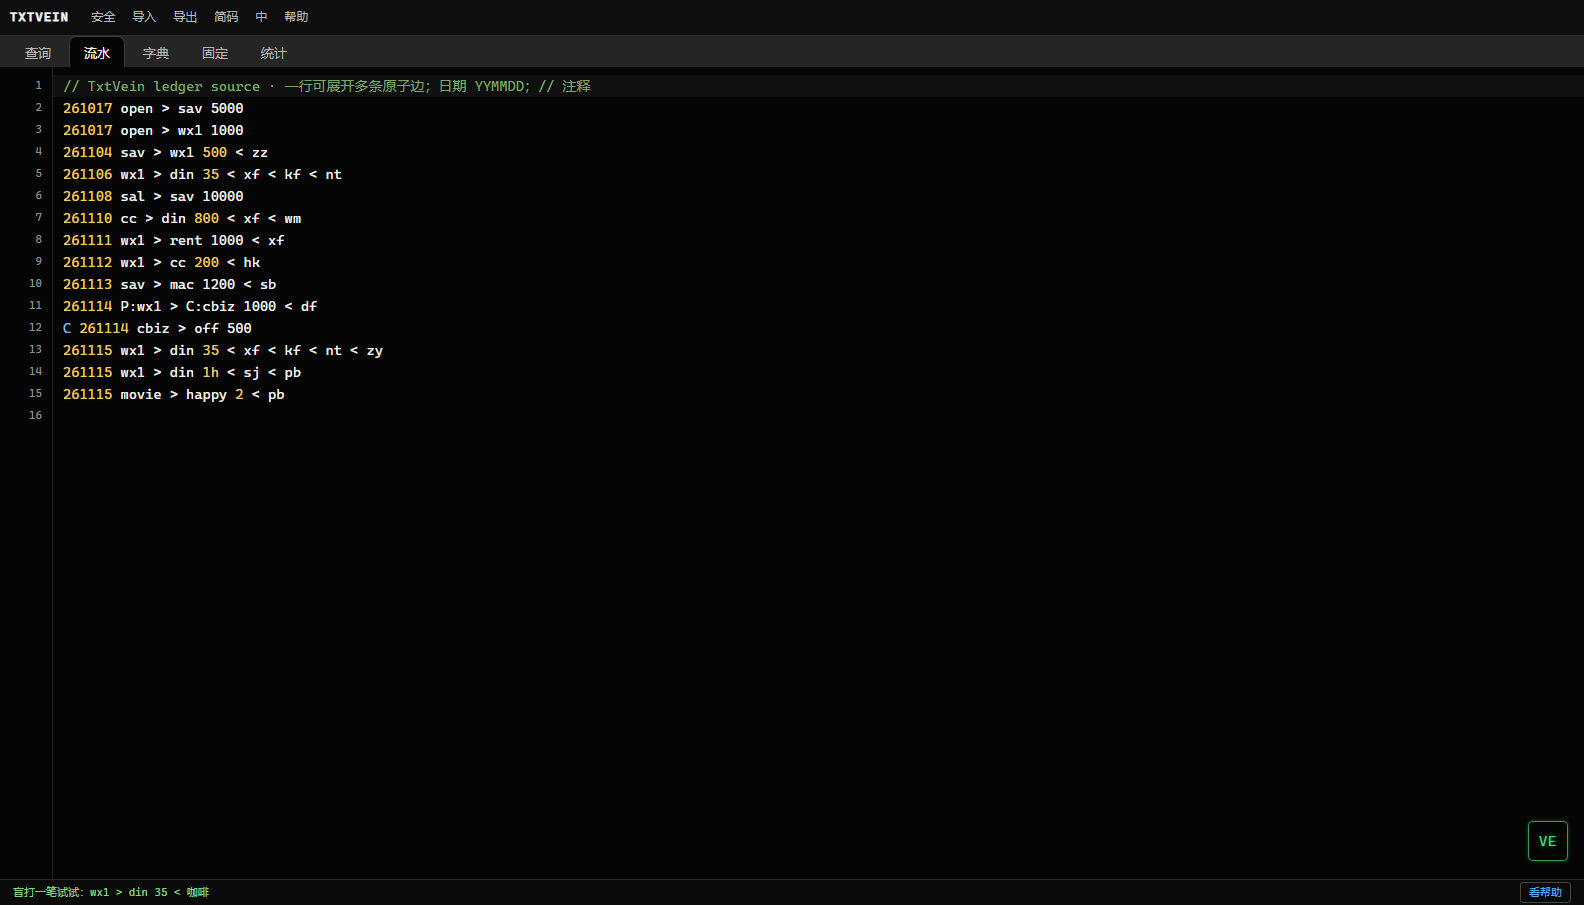 TXTVEIN 安全 导入 导出 简码 中 帮助
查询 流水 字典 固定 统计
1 // TxtVein ledger source · 一行可展开多条原子边; 日期 YYMMDD; // 注释
2 261017 open > sav 5000
3 261017 open > wx1 1000
4 261104 sav > wx1 500 < zz
5 261106 wx1 > din 35 < xf < kf < nt
6 261108 sal > sav 10000
7 261110 cc > din 800 < xf < wm
8 261111 wx1 > rent 1000 < xf
9 261112 wx1 > cc 200 < hk
10 261113 sav > mac 1200 < sb
11 261114 P:wx1 > C:cbiz 1000 < df
12 C 261114 cbiz > off 500
13 261115 wx1 > din 35 < xf < kf < nt < zy
14 261115 wx1 > din 1h < sj < pb
15 261115 movie > happy 2 < pb
16
VE
盲打一笔试试: wx1 > din 35 < 咖啡 看帮助